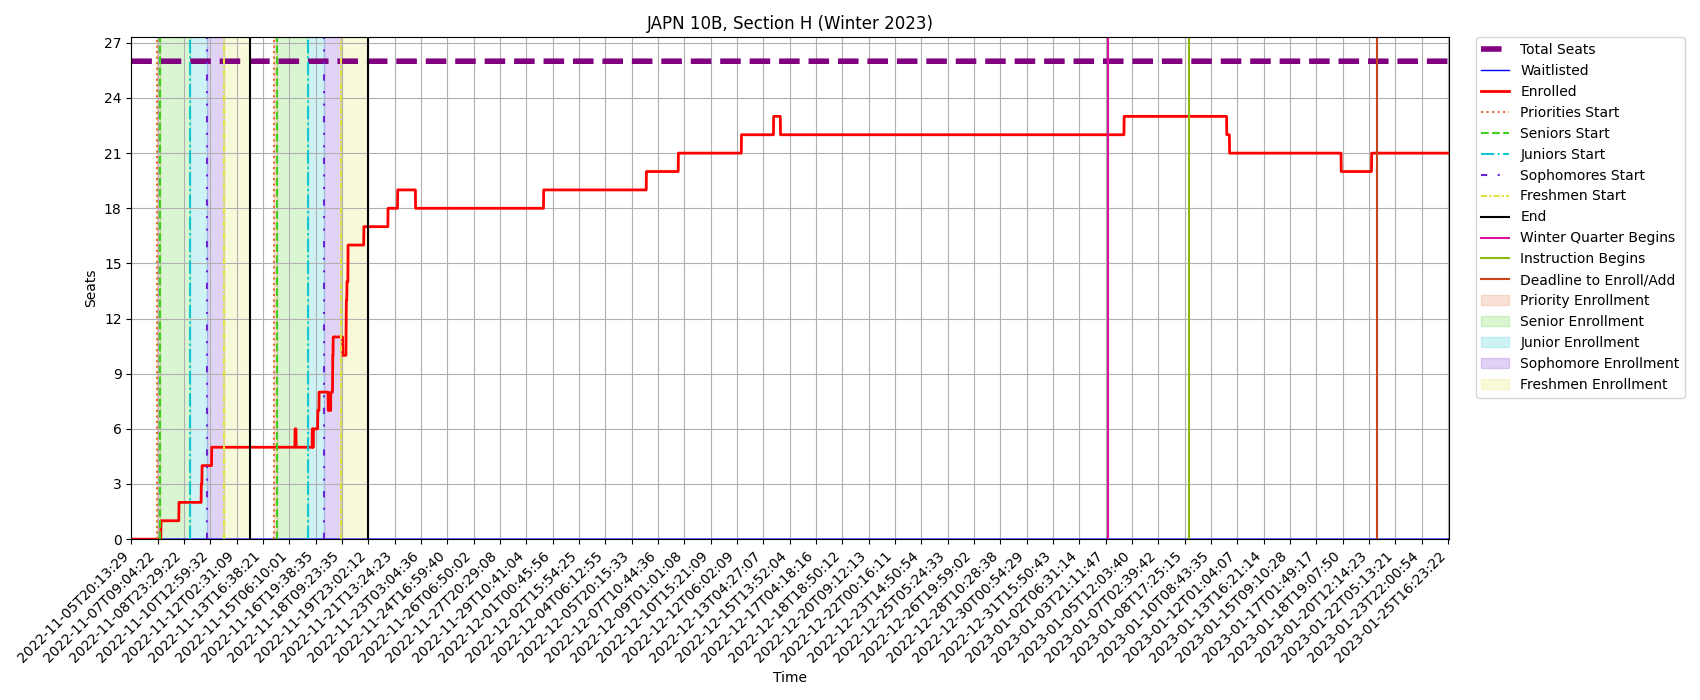 JAPN 10B, Section H (Winter 2023)
27
24
21
18
15
12
9
6
3
0
Seats
2022-11-05T20:13:29
2022-11-07T09:04:22
2022-11-08T23:29:22
2022-11-10T12:59:32
2022-11-12T02:31:09
2022-11-13T16:38:21
2022-11-15T06:10:01
2022-11-16T19:38:35
2022-11-18T09:23:35
2022-11-19T23:02:12
2022-11-21T13:24:23
2022-11-23T03:04:36
2022-11-24T16:59:40
2022-11-26T06:50:02
2022-11-27T20:29:08
2022-11-29T10:41:04
2022-12-01T00:45:56
2022-12-02T15:54:25
2022-12-04T06:12:55
2022-12-05T20:15:33
2022-12-07T10:44:36
2022-12-09T01:01:08
2022-12-10T15:21:09
2022-12-12T06:02:09
2022-12-13T04:27:07
2022-12-15T13:52:04
2022-12-17T04:18:16
2022-12-18T18:50:12
2022-12-20T09:12:13
2022-12-22T00:16:11
2022-12-23T14:50:54
2022-12-25T05:24:33
2022-12-26T19:59:02
2022-12-28T10:28:38
2022-12-30T00:54:29
2022-12-31T15:50:43
2023-01-02T06:31:14
2023-01-03T21:11:47
2023-01-05T12:03:40
2023-01-07T02:39:42
2023-01-08T17:25:15
2023-01-10T08:43:35
2023-01-12T01:04:07
2023-01-13T16:21:14
2023-01-15T09:10:28
2023-01-17T01:49:17
2023-01-18T19:07:50
2023-01-20T12:14:23
2023-01-22T05:13:21
2023-01-23T22:00:54
2023-01-25T16:23:22
Time
Total Seats
Waitlisted
Enrolled
Priorities Start
Seniors Start
Juniors Start
Sophomores Start
Freshmen Start
End
Winter Quarter Begins
Instruction Begins
Deadline to Enroll/Add
Priority Enrollment
Senior Enrollment
Junior Enrollment
Sophomore Enrollment
Freshmen Enrollment